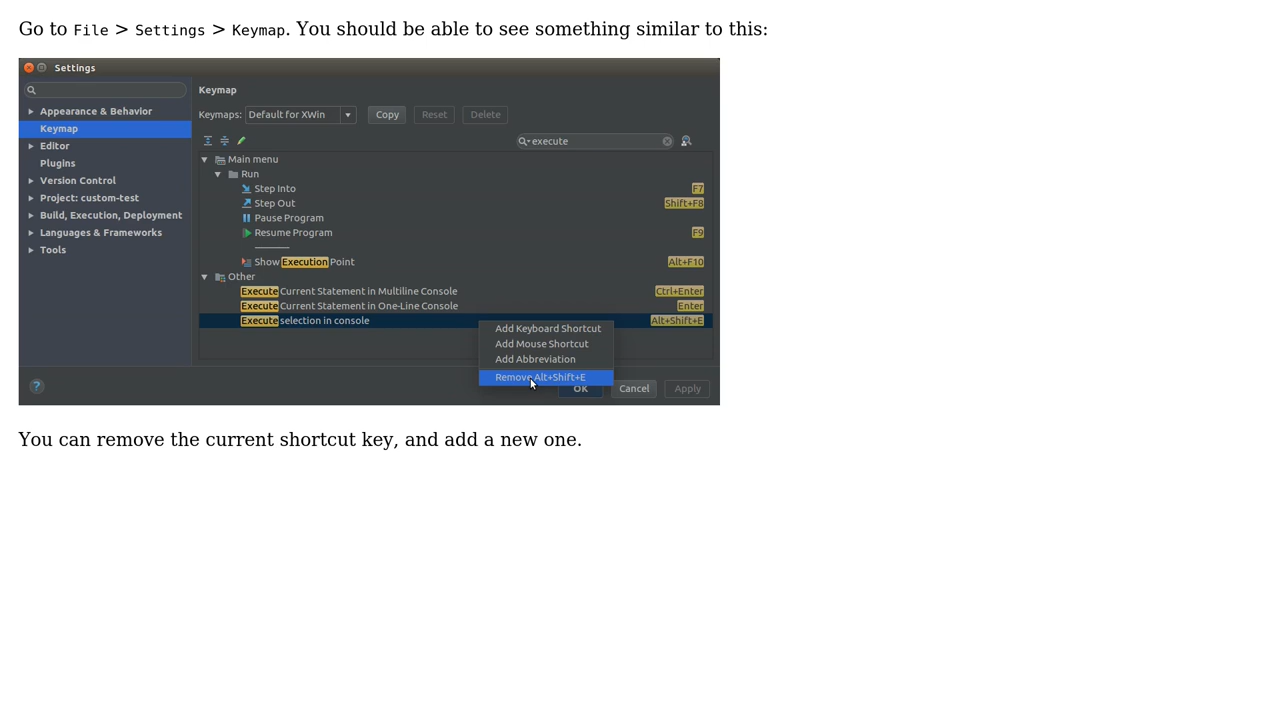 Go to File > Settings > Keymap. You should be able to see something similar to this:
Settings
Keymap
Appearance & Behavior
Keymap
Editor
Plugins
Version Control
Project: custom-test
Build, Execution, Deployment
Languages & Frameworks
Tools
Keymaps: Default for XWin Copy Reset Delete
execute
Main menu
Run
Step Into F7
Step Out Shift+F8
Pause Program
Resume Program F9
Show Execution Point Alt+F10
Other
Execute Current Statement in Multiline Console Ctrl+Enter
Execute Current Statement in One-Line Console Enter
Execute selection in console Alt+Shift+E
Add Keyboard Shortcut
Add Mouse Shortcut
Add Abbreviation
Remove Alt+Shift+E
? OK Cancel Apply
You can remove the current shortcut key, and add a new one.